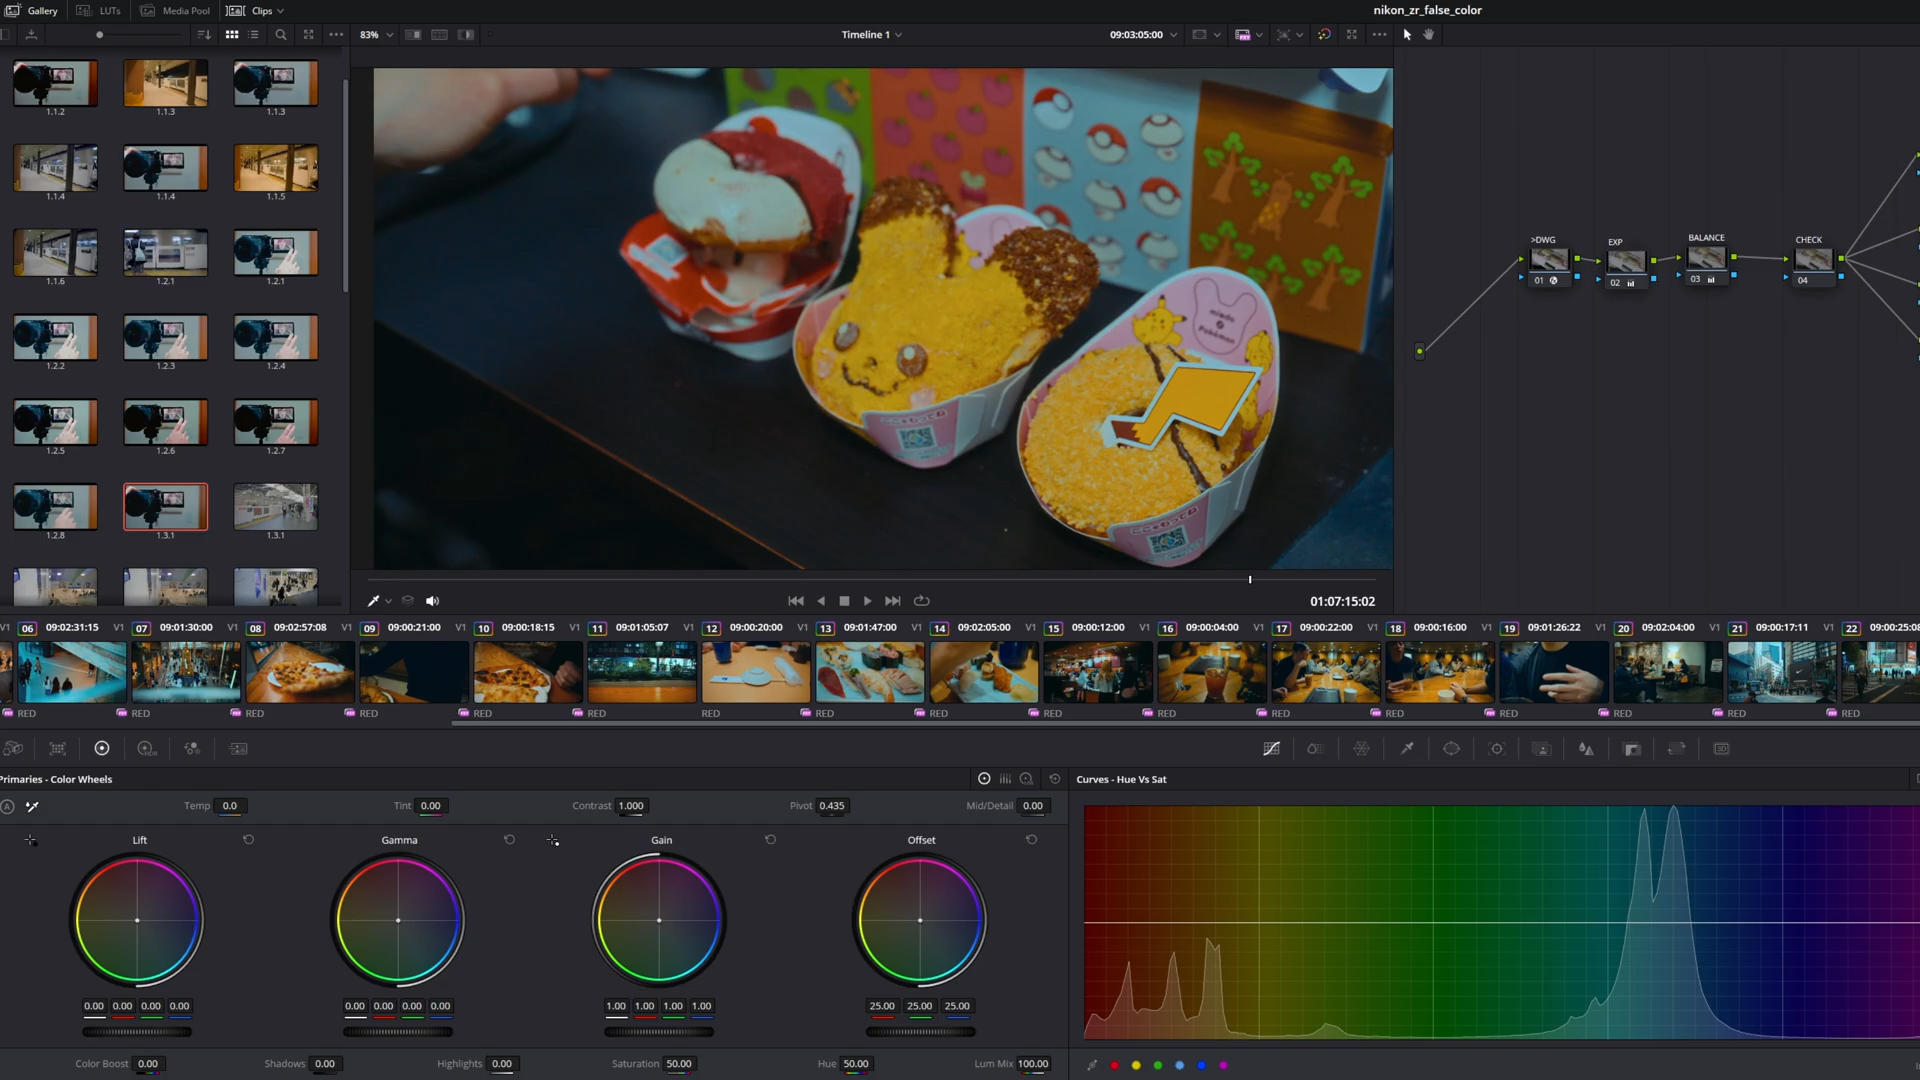 Gallery LUTs Media Pool Clips nikon_zr_false_color
83% Timeline 1 09:03:05:00
1.1.2 1.1.3 1.1.3
1.1.4 1.1.4 1.1.5
1.1.6 1.2.1 1.2.1
1.2.2 1.2.3 1.2.4
1.2.5 1.2.6 1.2.7
1.2.8 1.3.1 1.3.1
misdo
Pokémon
>DWG EXP BALANCE CHECK
01 02 03 04
01:07:15:02
V1 06 09:02:31:15 V1 07 09:01:30:00 V1 08 09:02:57:08 V1 09 09:00:21:00 V1 10 09:00:18:15 V1 11 09:01:05:07 V1 12 09:00:20:00 V1 13 09:01:47:00 V1 14 09:02:05:00 V1 15 09:00:12:00 V1 16 09:00:04:00 V1 17 09:00:22:00 V1 18 09:00:16:00 V1 19 09:01:26:22 V1 20 09:02:04:00 V1 21 09:00:17:11 V1 22 09:00:25:08
RED RED RED RED RED RED RED RED RED RED RED RED RED RED RED RED RED
HDR 3D
Primaries - Color Wheels Curves - Hue Vs Sat
A Temp 0.0 Tint 0.00 Contrast 1.000 Pivot 0.435 Mid/Detail 0.00
Lift Gamma Gain Offset
0.00 0.00 0.00 0.00 0.00 0.00 0.00 0.00 1.00 1.00 1.00 1.00 25.00 25.00 25.00
Color Boost 0.00 Shadows 0.00 Highlights 0.00 Saturation 50.00 Hue 50.00 Lum Mix 100.00